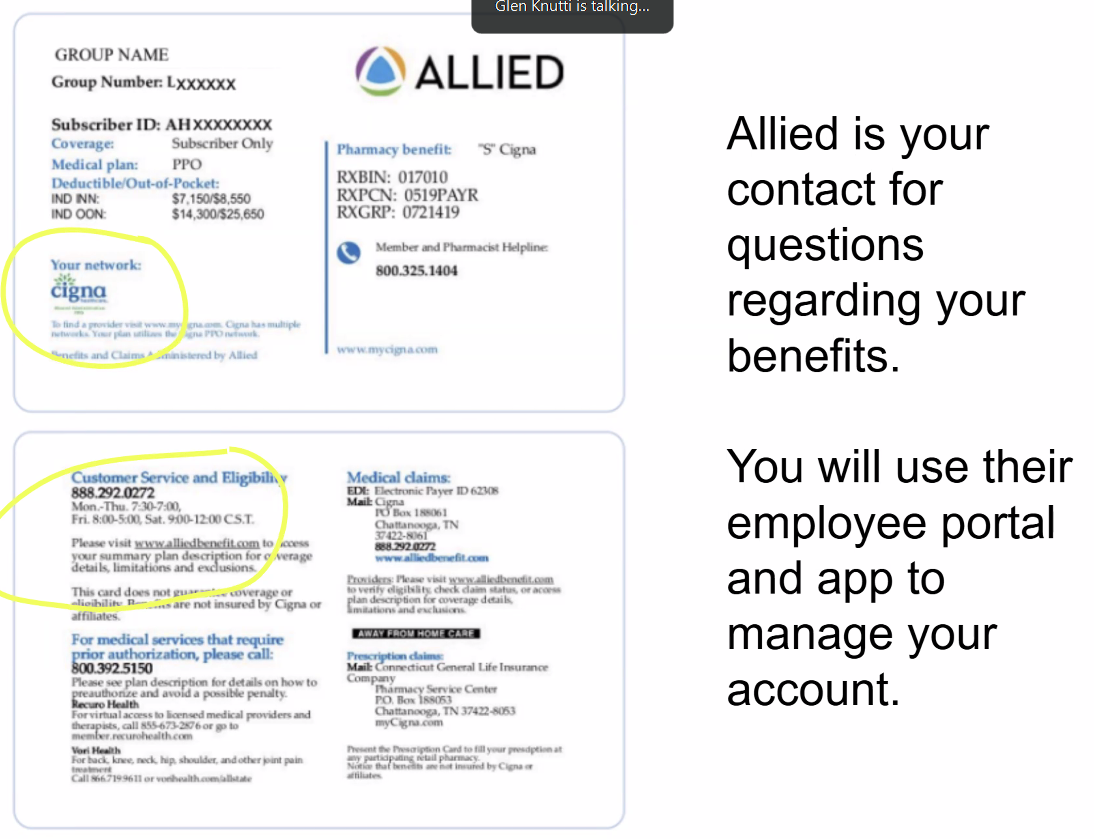 Glen Knutti is talking...
GROUP NAME
Group Number: LXXXXXX
ALLIED
Subscriber ID: AHXXXXXXXX
Coverage: Subscriber Only
Medical plan: PPO
Deductible/Out-of-Pocket:
IND INN: $7,150/$8,550
IND OON: $14,300/$25,650
Your network:
cigna
To find a provider visit www.mycigna.com. Cigna has multiple
networks. Your plan utilizes the Cigna PPO network.
Benefits and Claims Administered by Allied
Pharmacy benefit: "S" Cigna
RXBIN: 017010
RXPCN: 0519PAYR
RXGRP: 0721419
Member and Pharmacist Helpline:
800.325.1404
www.mycigna.com
Customer Service and Eligibility
888.292.0272
Mon.-Thu. 7:30-7:00,
Fri. 8:00-5:00, Sat. 9:00-12:00 C.S.T.
Please visit www.alliedbenefit.com to access
your summary plan description for coverage
details, limitations and exclusions.
This card does not guarantee coverage or
eligibility. Benefits are not insured by Cigna or
affiliates.
For medical services that require
prior authorization, please call:
800.392.5150
Please see plan description for details on how to
preauthorize and avoid a possible penalty.
Recuro Health
For virtual access to licensed medical providers and
therapists, call 855-673-2876 or go to
member.recurohealth.com
Vori Health
For back, knee, neck, hip, shoulder, and other joint pain
treatment
Call 866.719.9611 or vorihealth.com/allstate
Medical claims:
EDI: Electronic Payer ID 62308
Mail: Cigna
PO Box 188061
Chattanooga, TN
37422-8061
888.292.0272
www.alliedbenefit.com
Providers: Please visit www.alliedbenefit.com
to verify eligibility, check claim status, or access
plan description for coverage details,
limitations and exclusions.
AWAY FROM HOME CARE
Prescription claims:
Mail: Connecticut General Life Insurance
Company
Pharmacy Service Center
P.O. Box 188053
Chattanooga, TN 37422-8053
myCigna.com
Present the Prescription Card to fill your presciption at
any participating retail pharmacy.
Notice that benefits are not insured by Cigna or
affiliates.
Allied is your
contact for
questions
regarding your
benefits.
You will use their
employee portal
and app to
manage your
account.